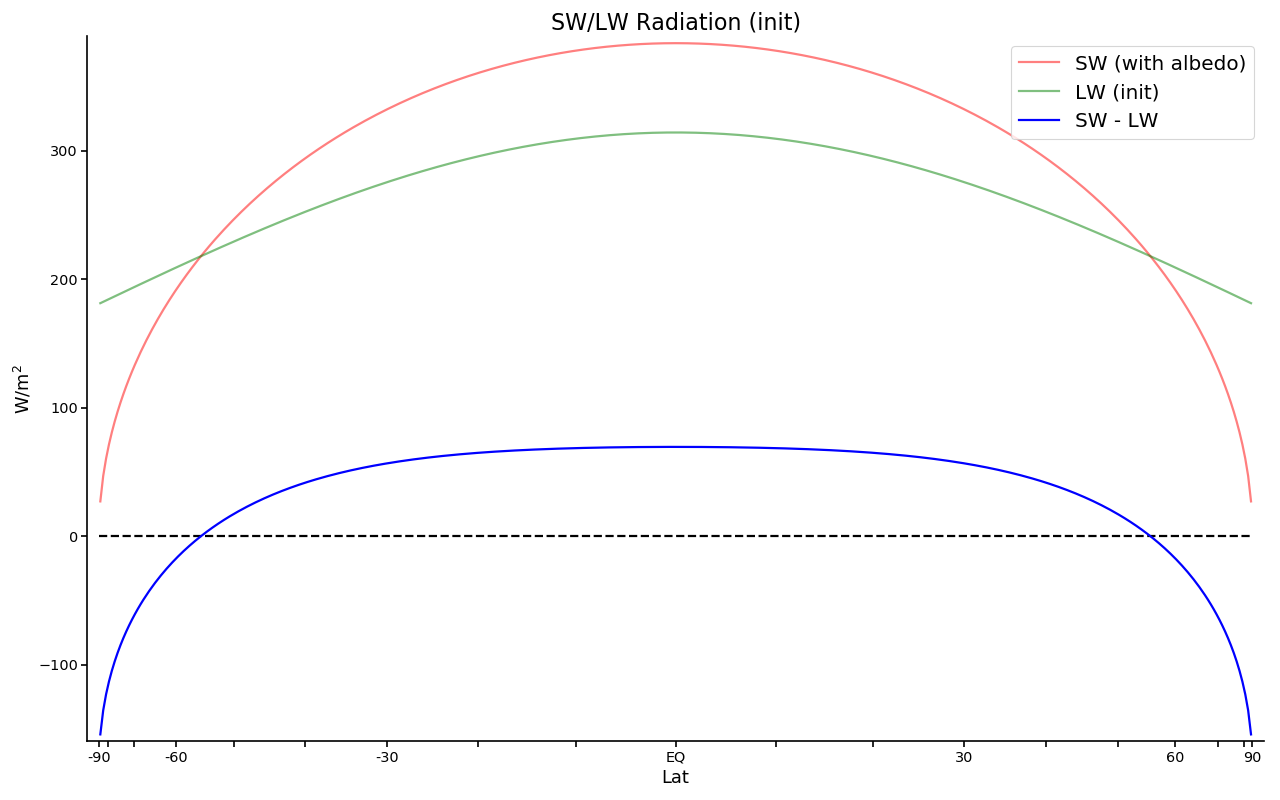 SW/LW Radiation (init)
SW (with albedo)
LW (init)
SW - LW
300
200
100
0
−100
W/m²
-90
-60
-30
EQ
30
60
90
Lat